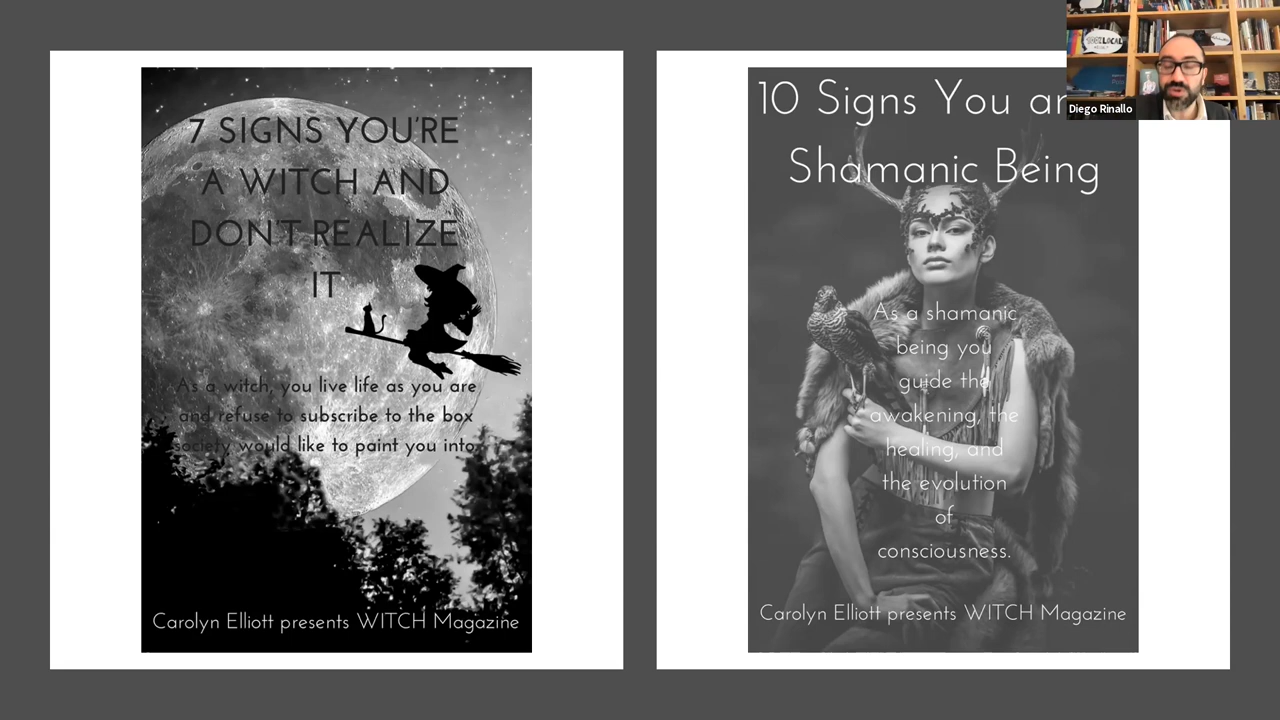 7 SIGNS YOU'RE
A WITCH AND
DON'T REALIZE
IT
As a witch, you live life as you are
and refuse to subscribe to the box
society would like to paint you into.
Carolyn Elliott presents WITCH Magazine
10 Signs You
Shamanic Being
As a shamanic
being you
guide the
awakening, the
healing, and
the evolution
of
consciousness.
Carolyn Elliott presents WITCH Magazine
Diego Rinallo